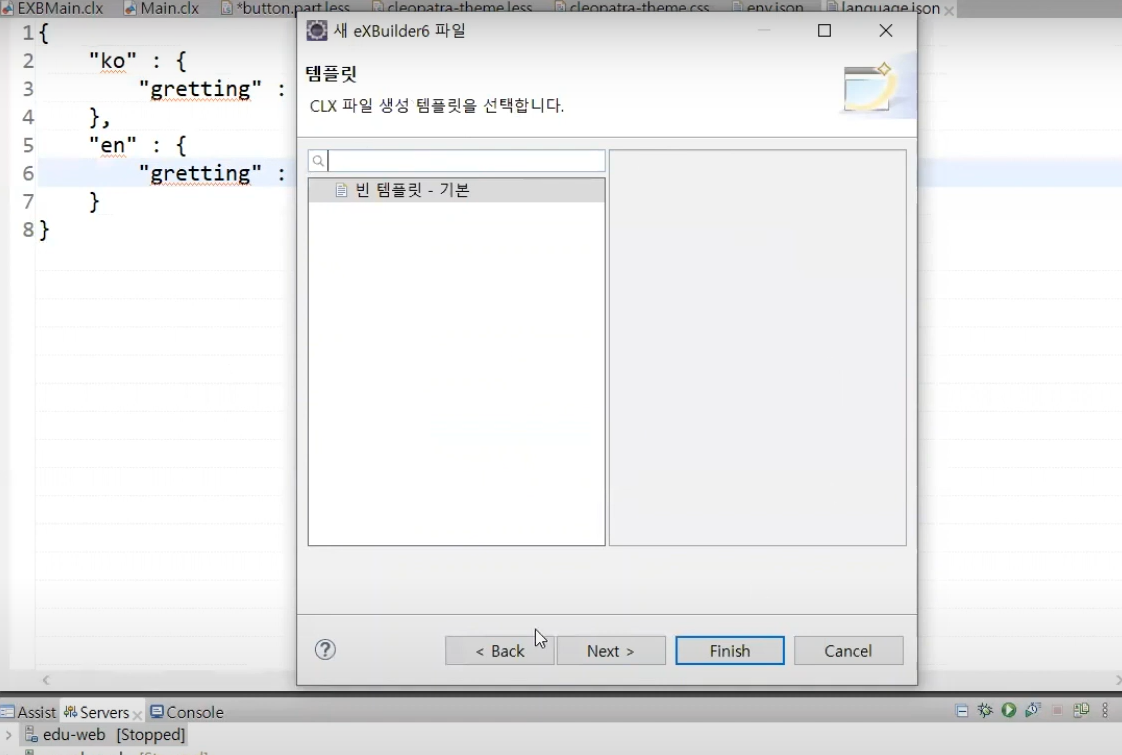 EXBMain.clx Main.clx *button.part.less cleopatra-theme.less cleopatra-theme.css env.json language.json
새 eXBuilder6 파일
템플릿
CLX 파일 생성 템플릿을 선택합니다.
1 {
2 "ko" : {
3 "gretting" :
4 },
5 "en" : {
6 "gretting" :
7 }
8 }
빈 템플릿 - 기본
< Back Next > Finish Cancel
Assist Servers Console
edu-web [Stopped]